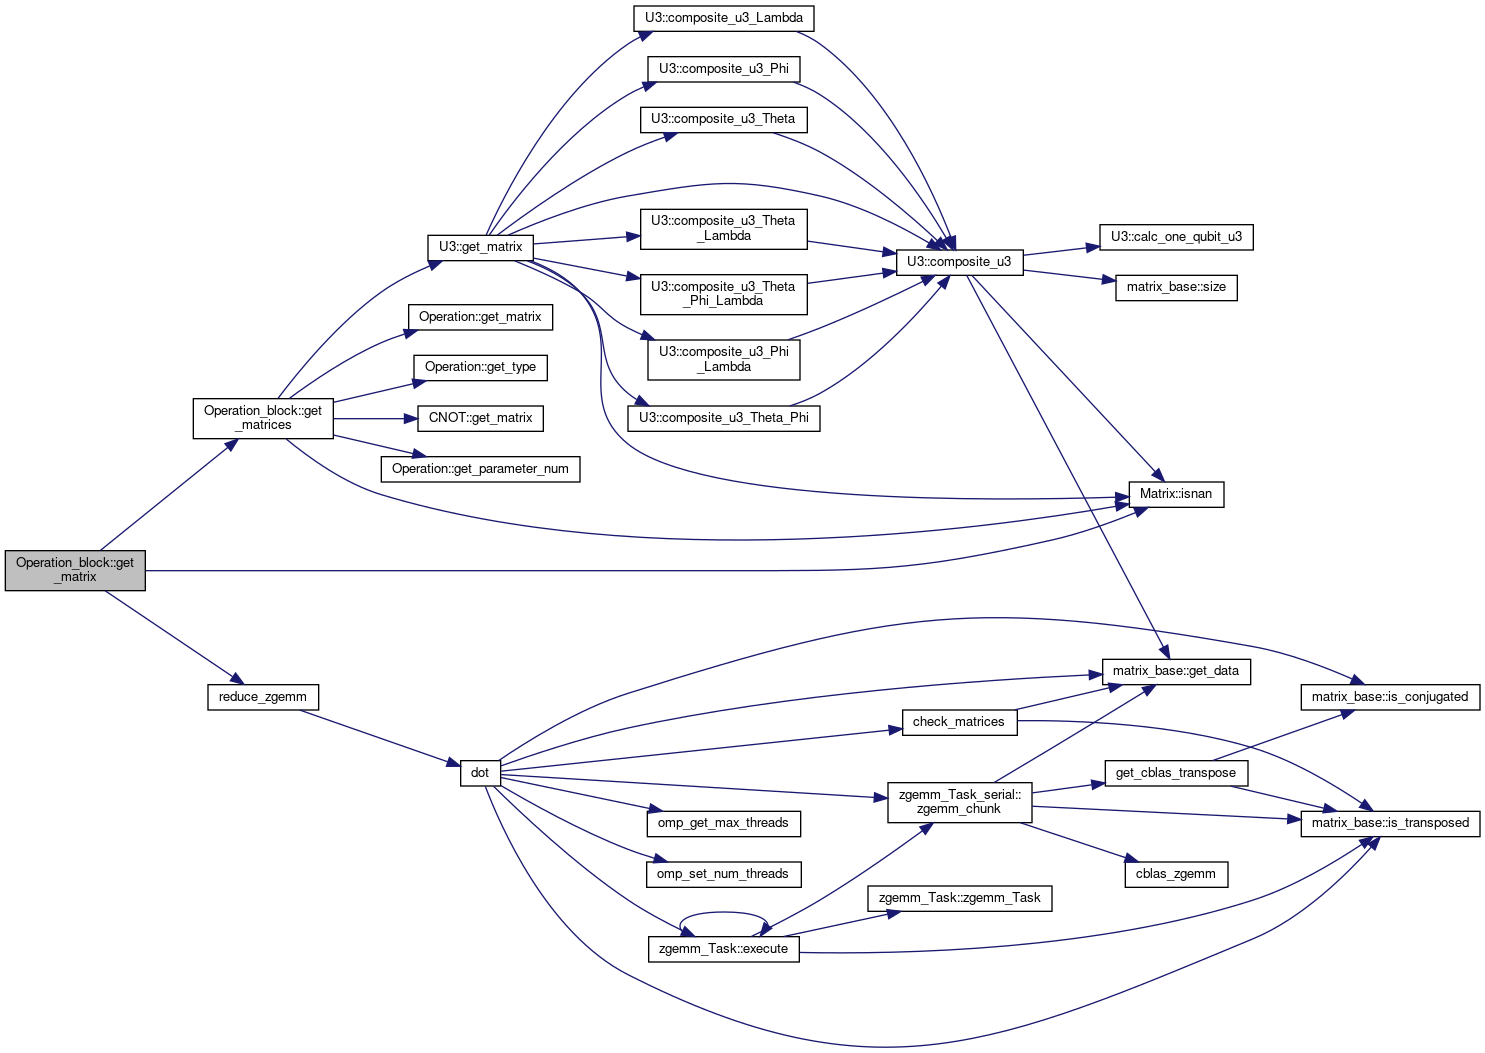 U3::composite_u3_Lambda
U3::composite_u3_Phi
U3::composite_u3_Theta
U3::composite_u3_Theta
_Lambda
U3::get_matrix
U3::calc_one_qubit_u3
U3::composite_u3
U3::composite_u3_Theta
_Phi_Lambda
matrix_base::size
Operation::get_matrix
U3::composite_u3_Phi
_Lambda
Operation::get_type
Operation_block::get
_matrices
CNOT::get_matrix
U3::composite_u3_Theta_Phi
Operation::get_parameter_num
Matrix::isnan
Operation_block::get
_matrix
matrix_base::get_data
reduce_zgemm
matrix_base::is_conjugated
check_matrices
dot
get_cblas_transpose
zgemm_Task_serial::
zgemm_chunk
omp_get_max_threads
matrix_base::is_transposed
omp_set_num_threads
cblas_zgemm
zgemm_Task::zgemm_Task
zgemm_Task::execute